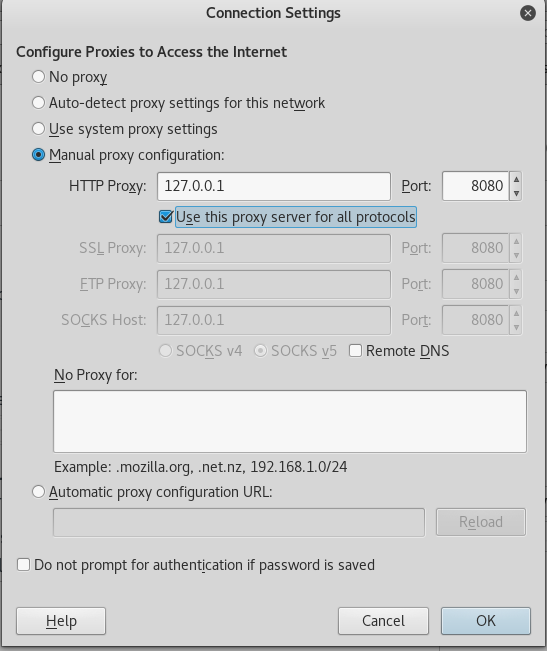 Connection Settings
Configure Proxies to Access the Internet
No proxy
Auto-detect proxy settings for this network
Use system proxy settings
Manual proxy configuration:
HTTP Proxy: 127.0.0.1 Port: 8080
Use this proxy server for all protocols
SSL Proxy: 127.0.0.1 Port: 8080
FTP Proxy: 127.0.0.1 Port: 8080
SOCKS Host: 127.0.0.1 Port: 8080
SOCKS v4 SOCKS v5 Remote DNS
No Proxy for:
Example: .mozilla.org, .net.nz, 192.168.1.0/24
Automatic proxy configuration URL:
Reload
Do not prompt for authentication if password is saved
Help Cancel OK